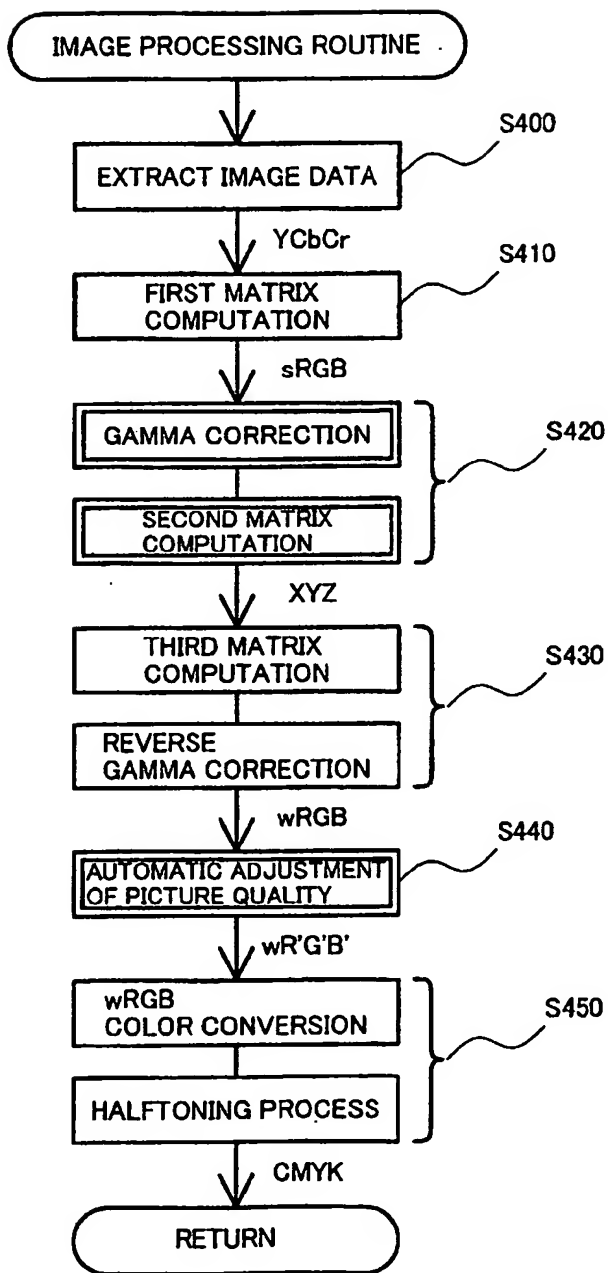 IMAGE PROCESSING ROUTINE
S400
EXTRACT IMAGE DATA
YCbCr
S410
FIRST MATRIX
COMPUTATION
sRGB
GAMMA CORRECTION
S420
SECOND MATRIX
COMPUTATION
XYZ
THIRD MATRIX
COMPUTATION
S430
REVERSE
GAMMA CORRECTION
wRGB
S440
AUTOMATIC ADJUSTMENT
OF PICTURE QUALITY
wR'G'B'
wRGB
COLOR CONVERSION
S450
HALFTONING PROCESS
CMYK
RETURN